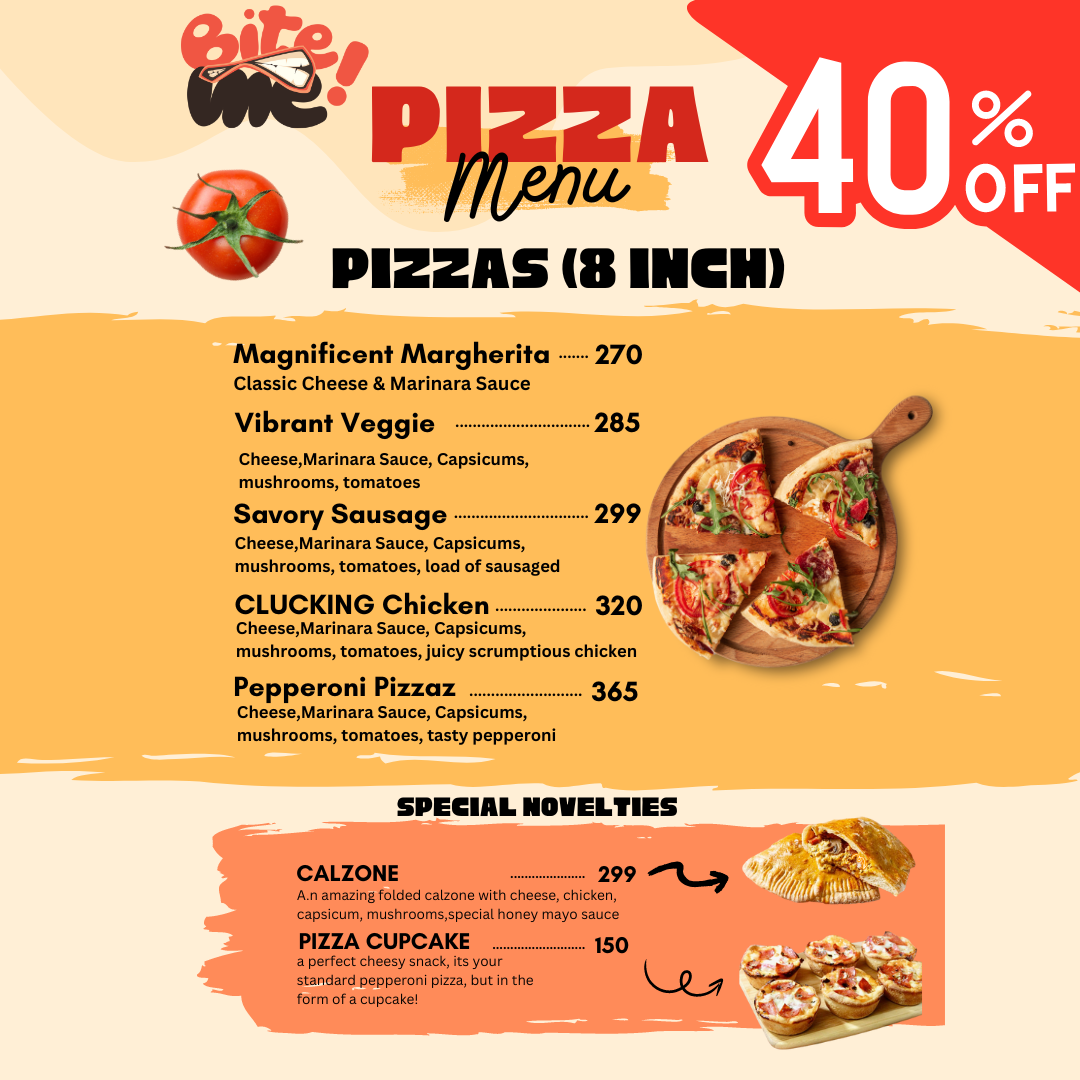 Bite
me!
PIZZA
Menu
40%
OFF
PIZZAS (8 INCH)
Magnificent Margherita ....... 270
Classic Cheese & Marinara Sauce
Vibrant Veggie .............................. 285
Cheese,Marinara Sauce, Capsicums,
mushrooms, tomatoes
Savory Sausage .............................. 299
Cheese,Marinara Sauce, Capsicums,
mushrooms, tomatoes, load of sausaged
CLUCKING Chicken ..................... 320
Cheese,Marinara Sauce, Capsicums,
mushrooms, tomatoes, juicy scrumptious chicken
Pepperoni Pizzaz ......................... 365
Cheese,Marinara Sauce, Capsicums,
mushrooms, tomatoes, tasty pepperoni
SPECIAL NOVELTIES
CALZONE ...................... 299
A.n amazing folded calzone with cheese, chicken,
capsicum, mushrooms,special honey mayo sauce
PIZZA CUPCAKE ........................... 150
a perfect cheesy snack, its your
standard pepperoni pizza, but in the
form of a cupcake!